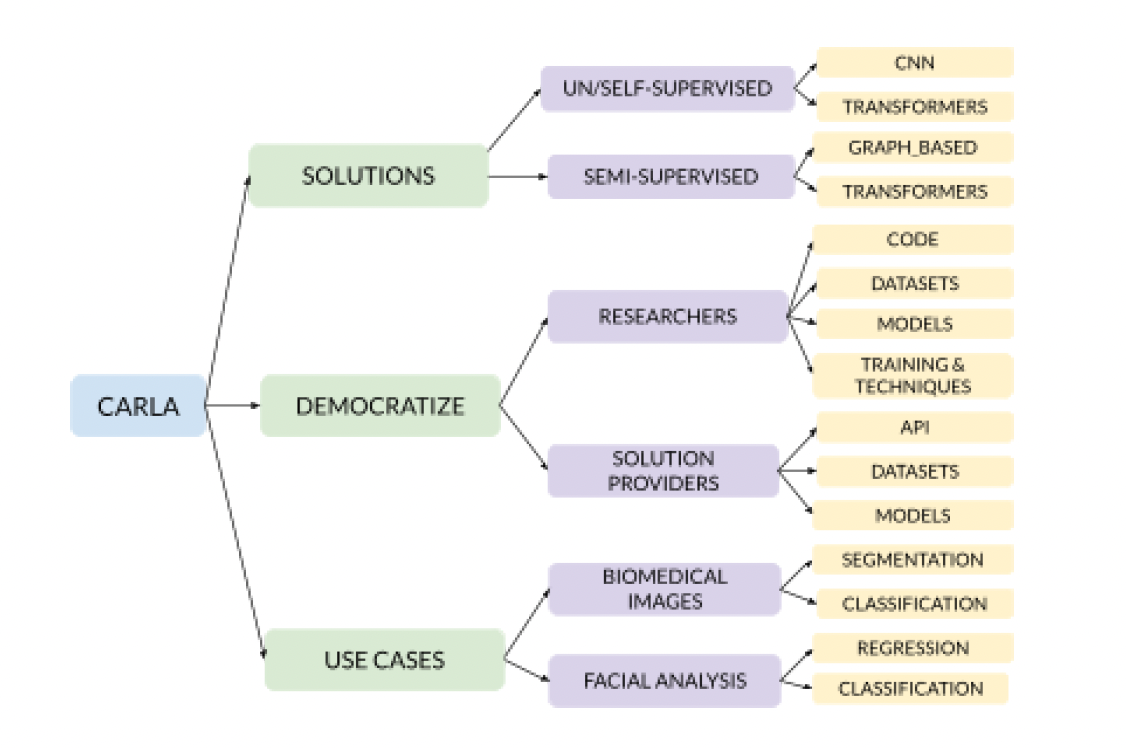 CARLA
SOLUTIONS
UN/SELF-SUPERVISED
CNN
TRANSFORMERS
SEMI-SUPERVISED
GRAPH_BASED
TRANSFORMERS
DEMOCRATIZE
RESEARCHERS
CODE
DATASETS
MODELS
TRAINING &
TECHNIQUES
SOLUTION
PROVIDERS
API
DATASETS
MODELS
USE CASES
BIOMEDICAL
IMAGES
SEGMENTATION
CLASSIFICATION
FACIAL ANALYSIS
REGRESSION
CLASSIFICATION